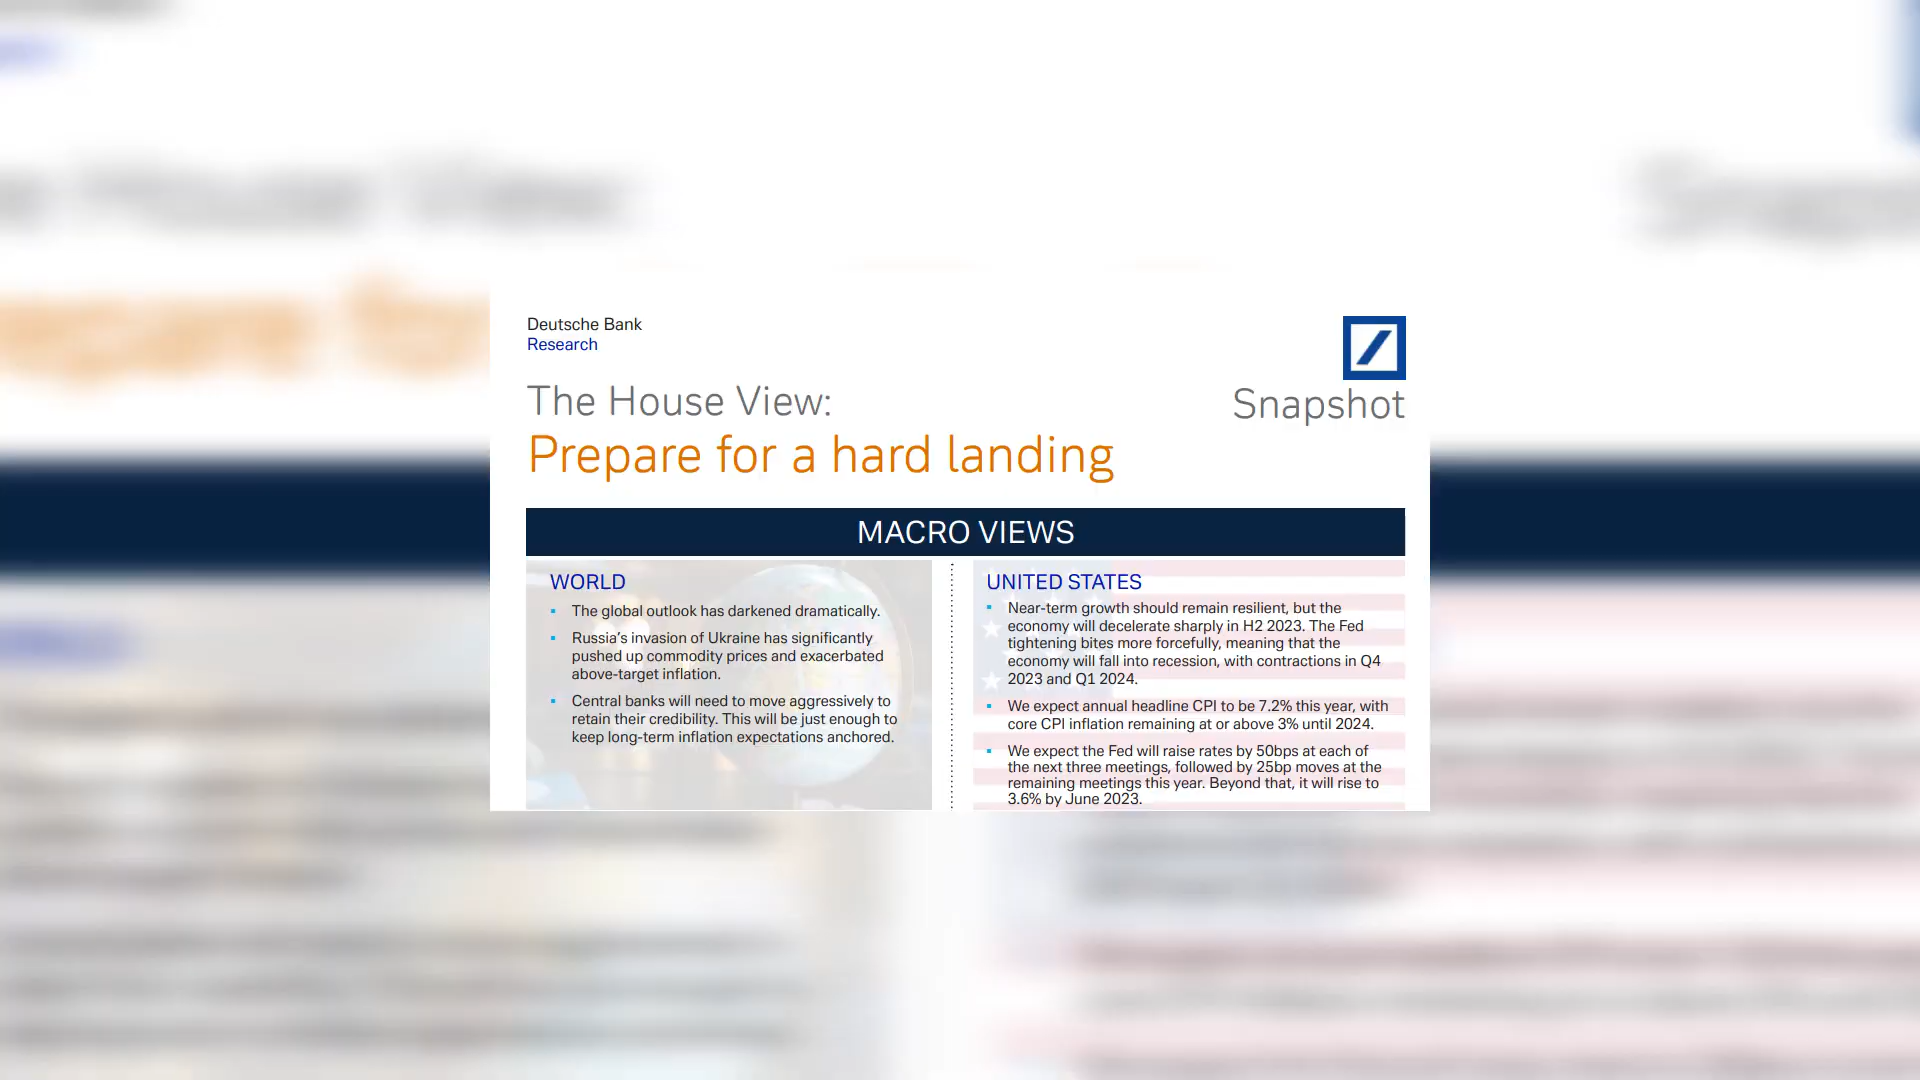 Deutsche Bank
Research
The House View:
Snapshot
Prepare for a hard landing
MACRO VIEWS
WORLD
▪ The global outlook has darkened dramatically.
▪ Russia's invasion of Ukraine has significantly
pushed up commodity prices and exacerbated
above-target inflation.
▪ Central banks will need to move aggressively to
retain their credibility. This will be just enough to
keep long-term inflation expectations anchored.
UNITED STATES
▪ Near-term growth should remain resilient, but the
economy will decelerate sharply in H2 2023. The Fed
tightening bites more forcefully, meaning that the
economy will fall into recession, with contractions in Q4
2023 and Q1 2024.
▪ We expect annual headline CPI to be 7.2% this year, with
core CPI inflation remaining at or above 3% until 2024.
▪ We expect the Fed will raise rates by 50bps at each of
the next three meetings, followed by 25bp moves at the
remaining meetings this year. Beyond that, it will rise to
3.6% by June 2023.